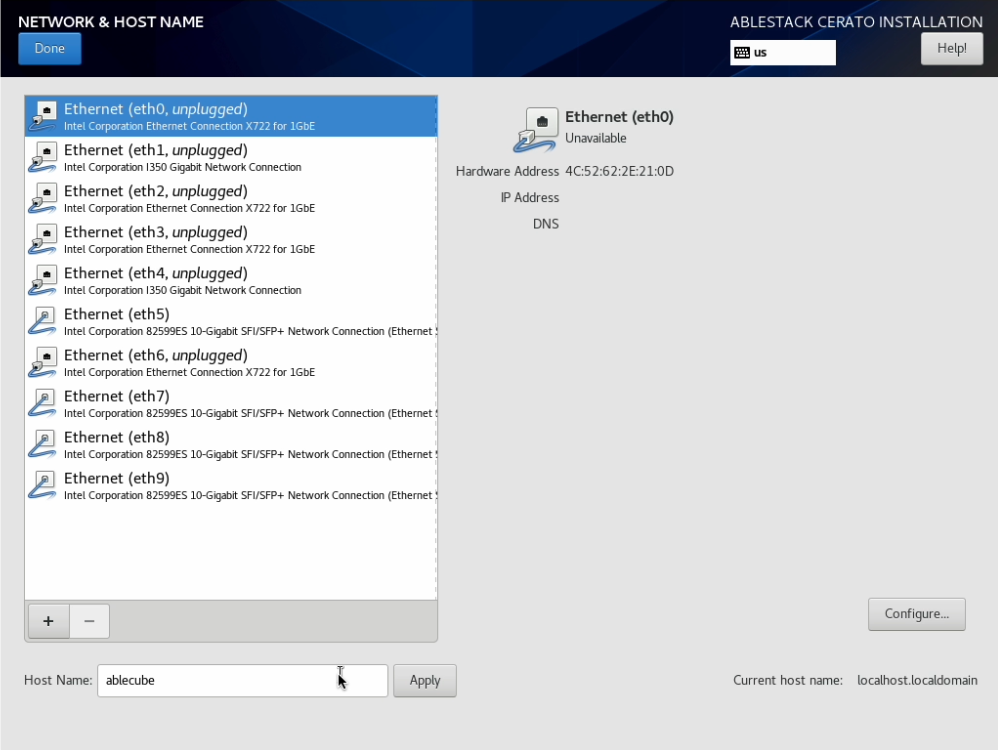 NETWORK & HOST NAME
Done
ABLESTACK CERATO INSTALLATION
us
Help!
Ethernet (eth0, unplugged)
Intel Corporation Ethernet Connection X722 for 1GbE
Ethernet (eth1, unplugged)
Intel Corporation I350 Gigabit Network Connection
Ethernet (eth2, unplugged)
Intel Corporation Ethernet Connection X722 for 1GbE
Ethernet (eth3, unplugged)
Intel Corporation Ethernet Connection X722 for 1GbE
Ethernet (eth4, unplugged)
Intel Corporation I350 Gigabit Network Connection
Ethernet (eth5)
Intel Corporation 82599ES 10-Gigabit SFI/SFP+ Network Connection (Ethernet
Ethernet (eth6, unplugged)
Intel Corporation Ethernet Connection X722 for 1GbE
Ethernet (eth7)
Intel Corporation 82599ES 10-Gigabit SFI/SFP+ Network Connection (Ethernet
Ethernet (eth8)
Intel Corporation 82599ES 10-Gigabit SFI/SFP+ Network Connection (Ethernet
Ethernet (eth9)
Intel Corporation 82599ES 10-Gigabit SFI/SFP+ Network Connection (Ethernet
Ethernet (eth0)
Unavailable
Hardware Address 4C:52:62:2E:21:0D
IP Address
DNS
+ −
Configure...
Host Name: ablecube Apply
Current host name: localhost.localdomain